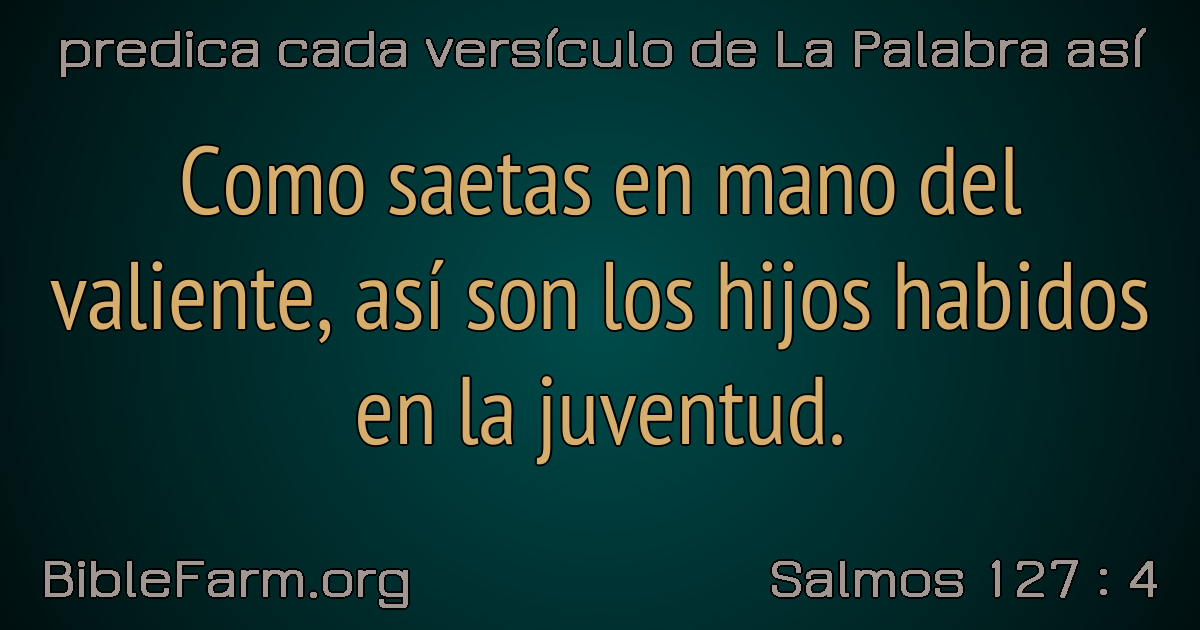 predica cada versículo de La Palabra así
Como saetas en mano del
valiente, así son los hijos habidos
en la juventud.
BibleFarm.org
Salmos 127 : 4